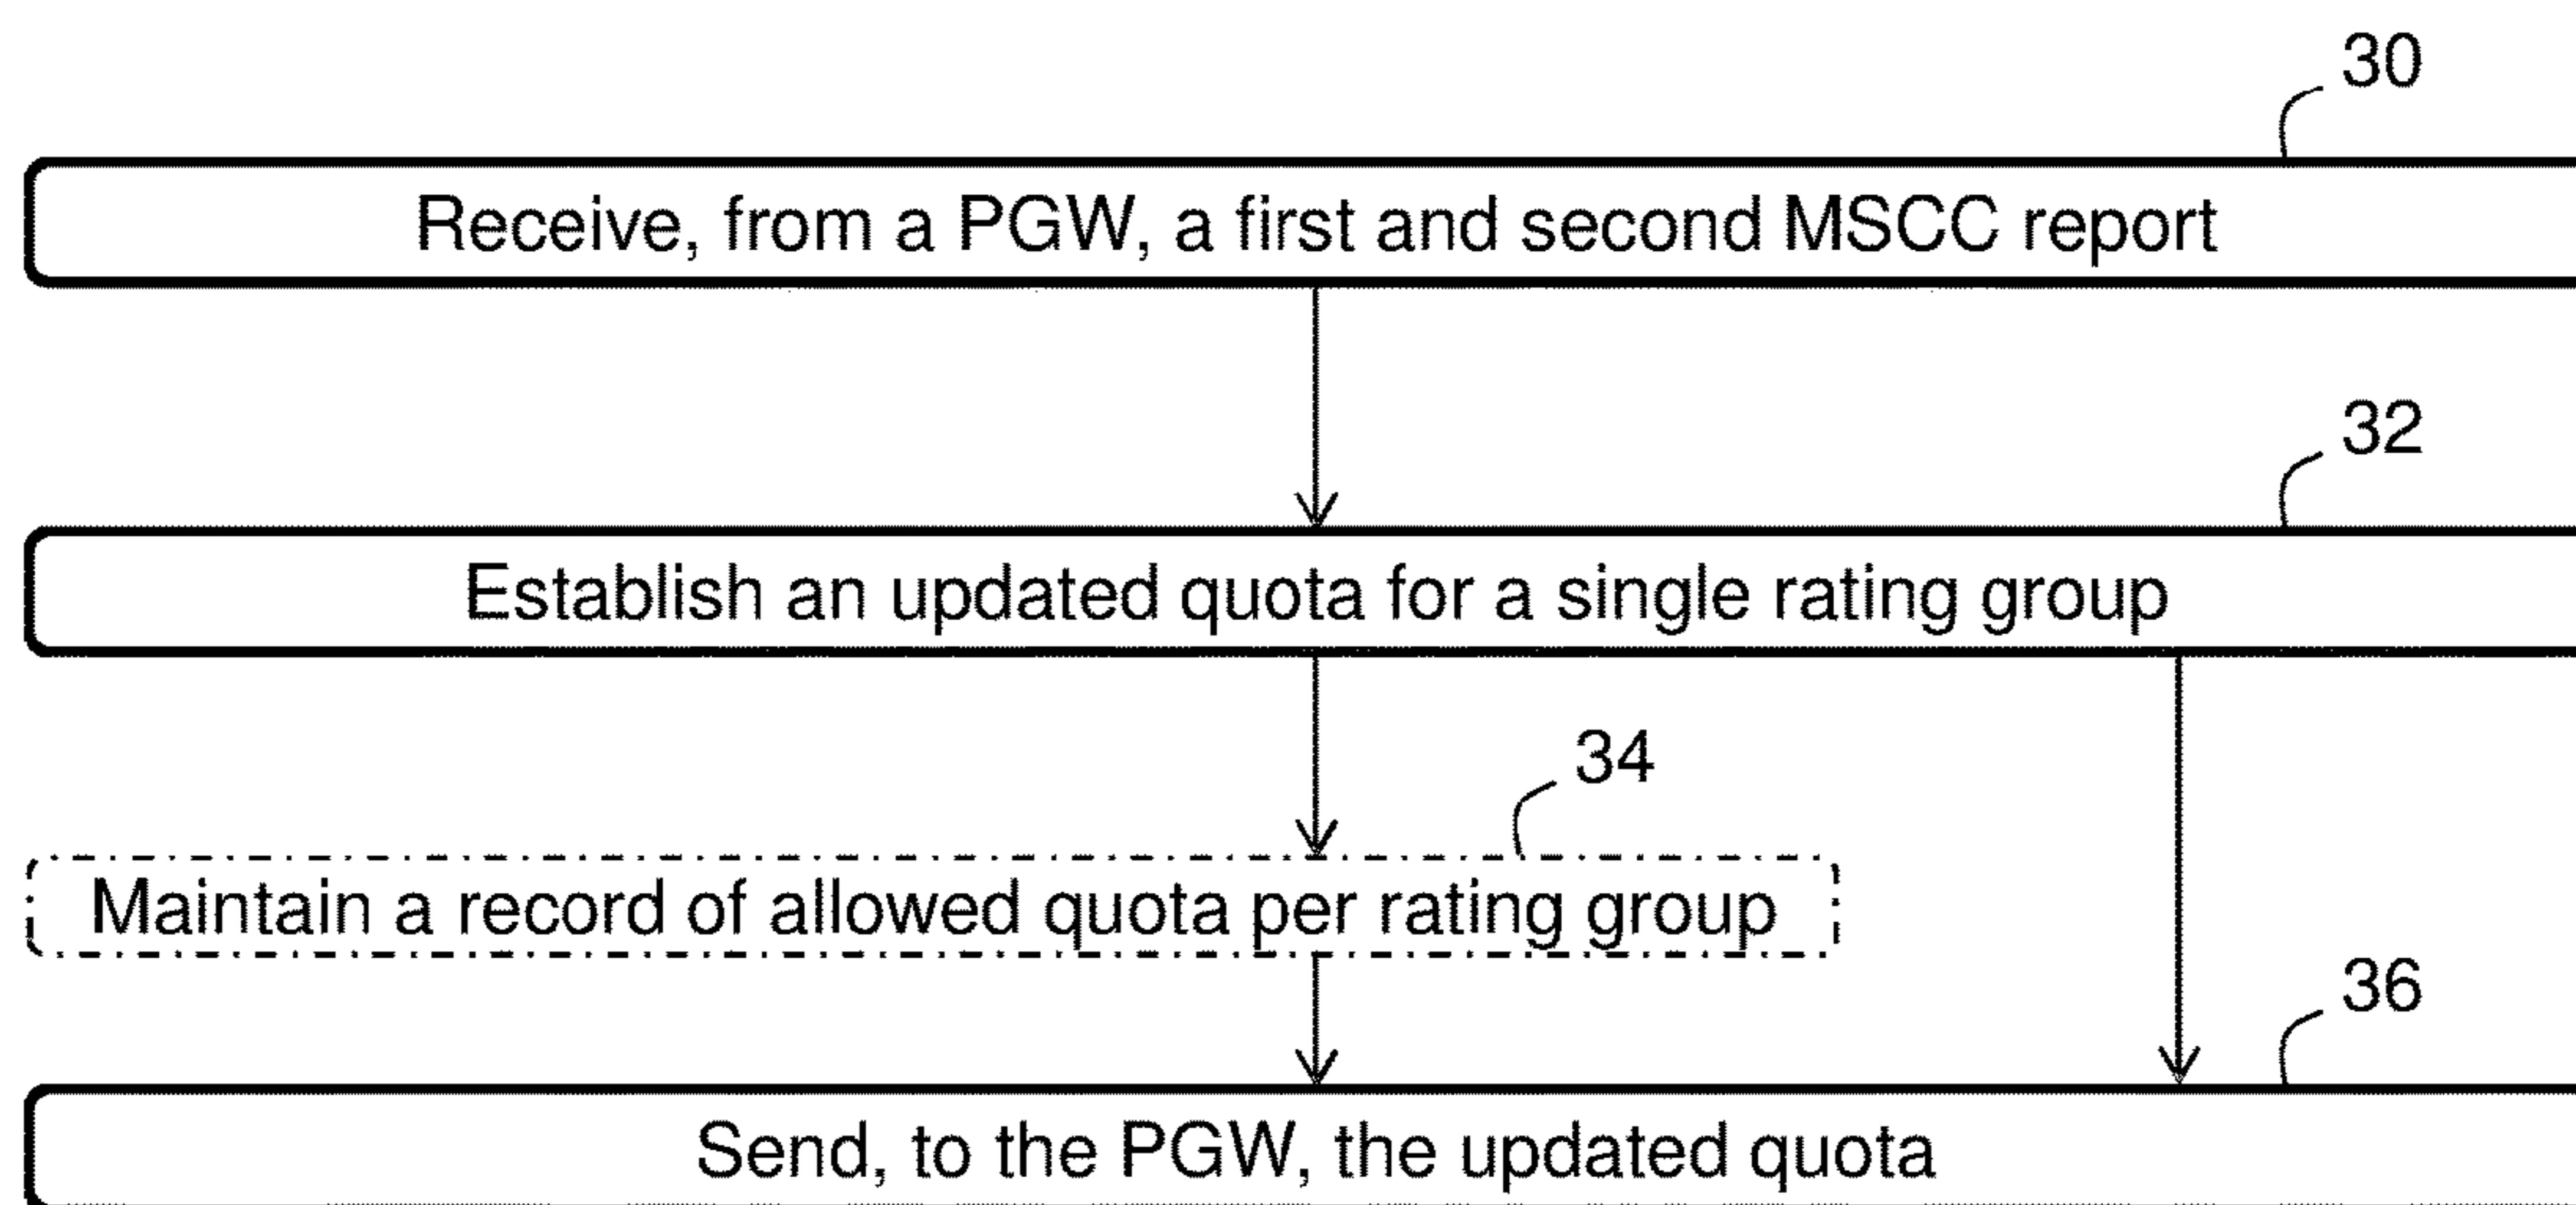 30
Receive, from a PGW, a first and second MSCC report
32
Establish an updated quota for a single rating group
34
Maintain a record of allowed quota per rating group
36
Send, to the PGW, the updated quota